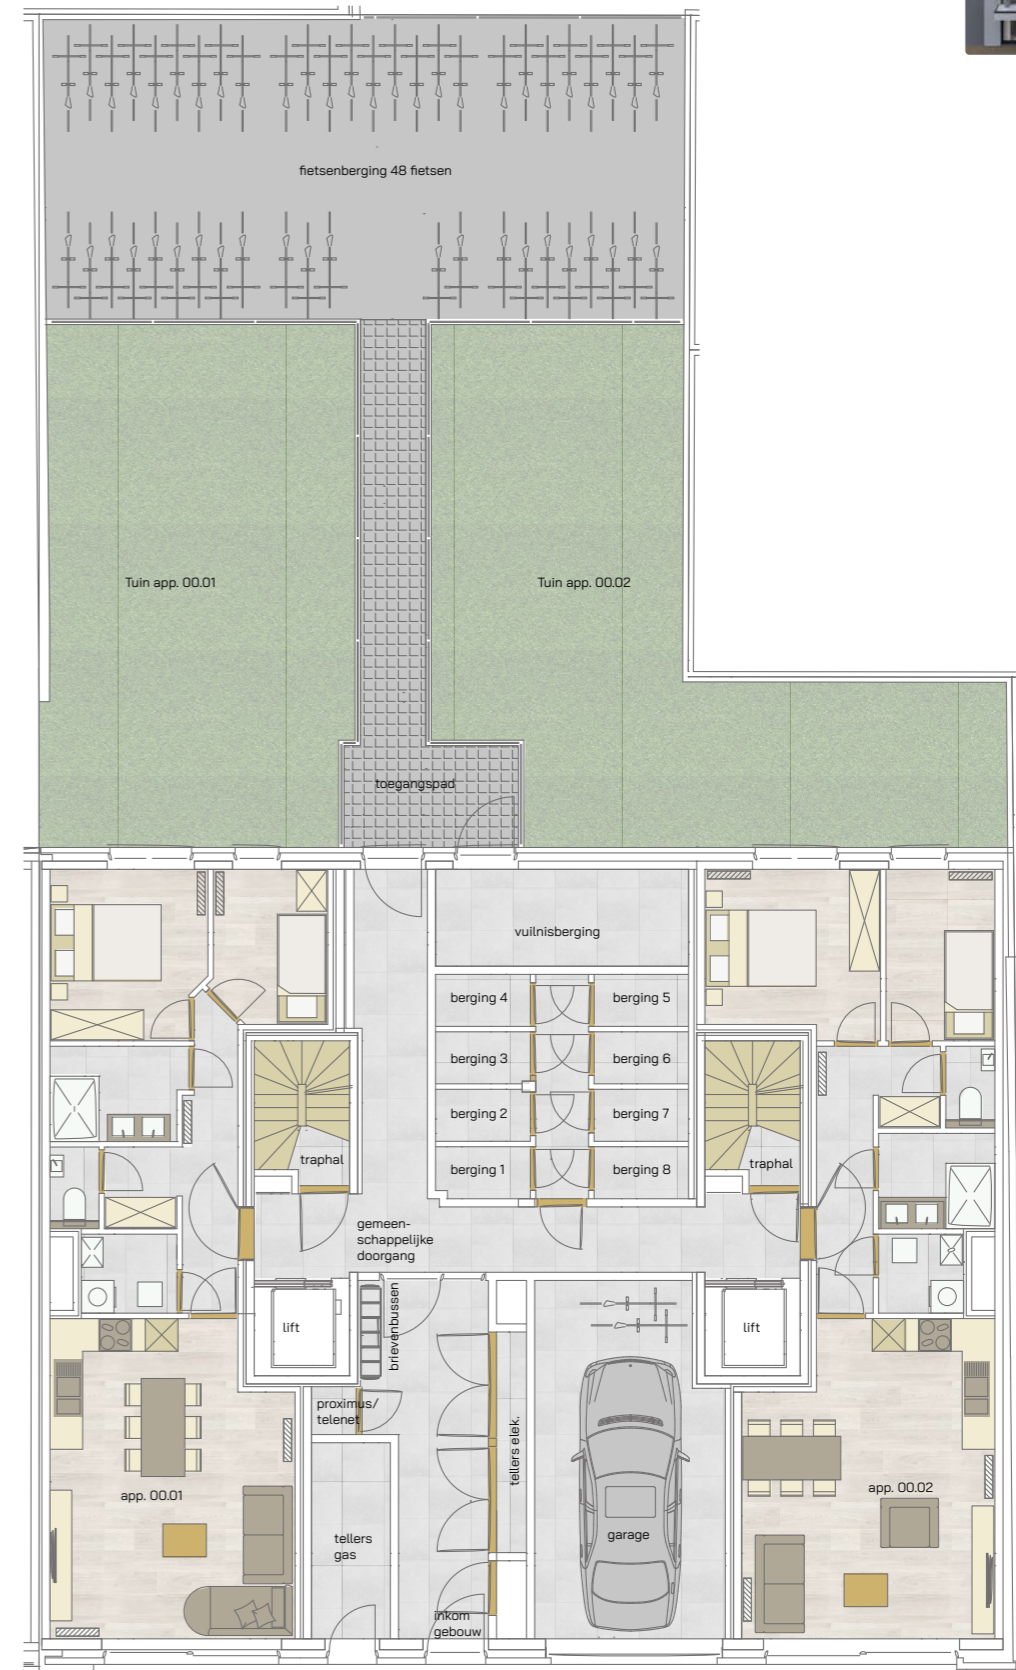 fietsenberging 48 fietsen
Tuin app. 00.01
Tuin app. 00.02
toegangspad
vuilnisberging
berging 4
berging 5
berging 3
berging 6
berging 2
berging 7
berging 1
berging 8
traphal
traphal
gemeen-
schappelijke
doorgang
lift
brievenbussen
lift
proximus/
telenet
tellers elek.
app. 00.01
app. 00.02
tellers
gas
garage
inkom
gebouw